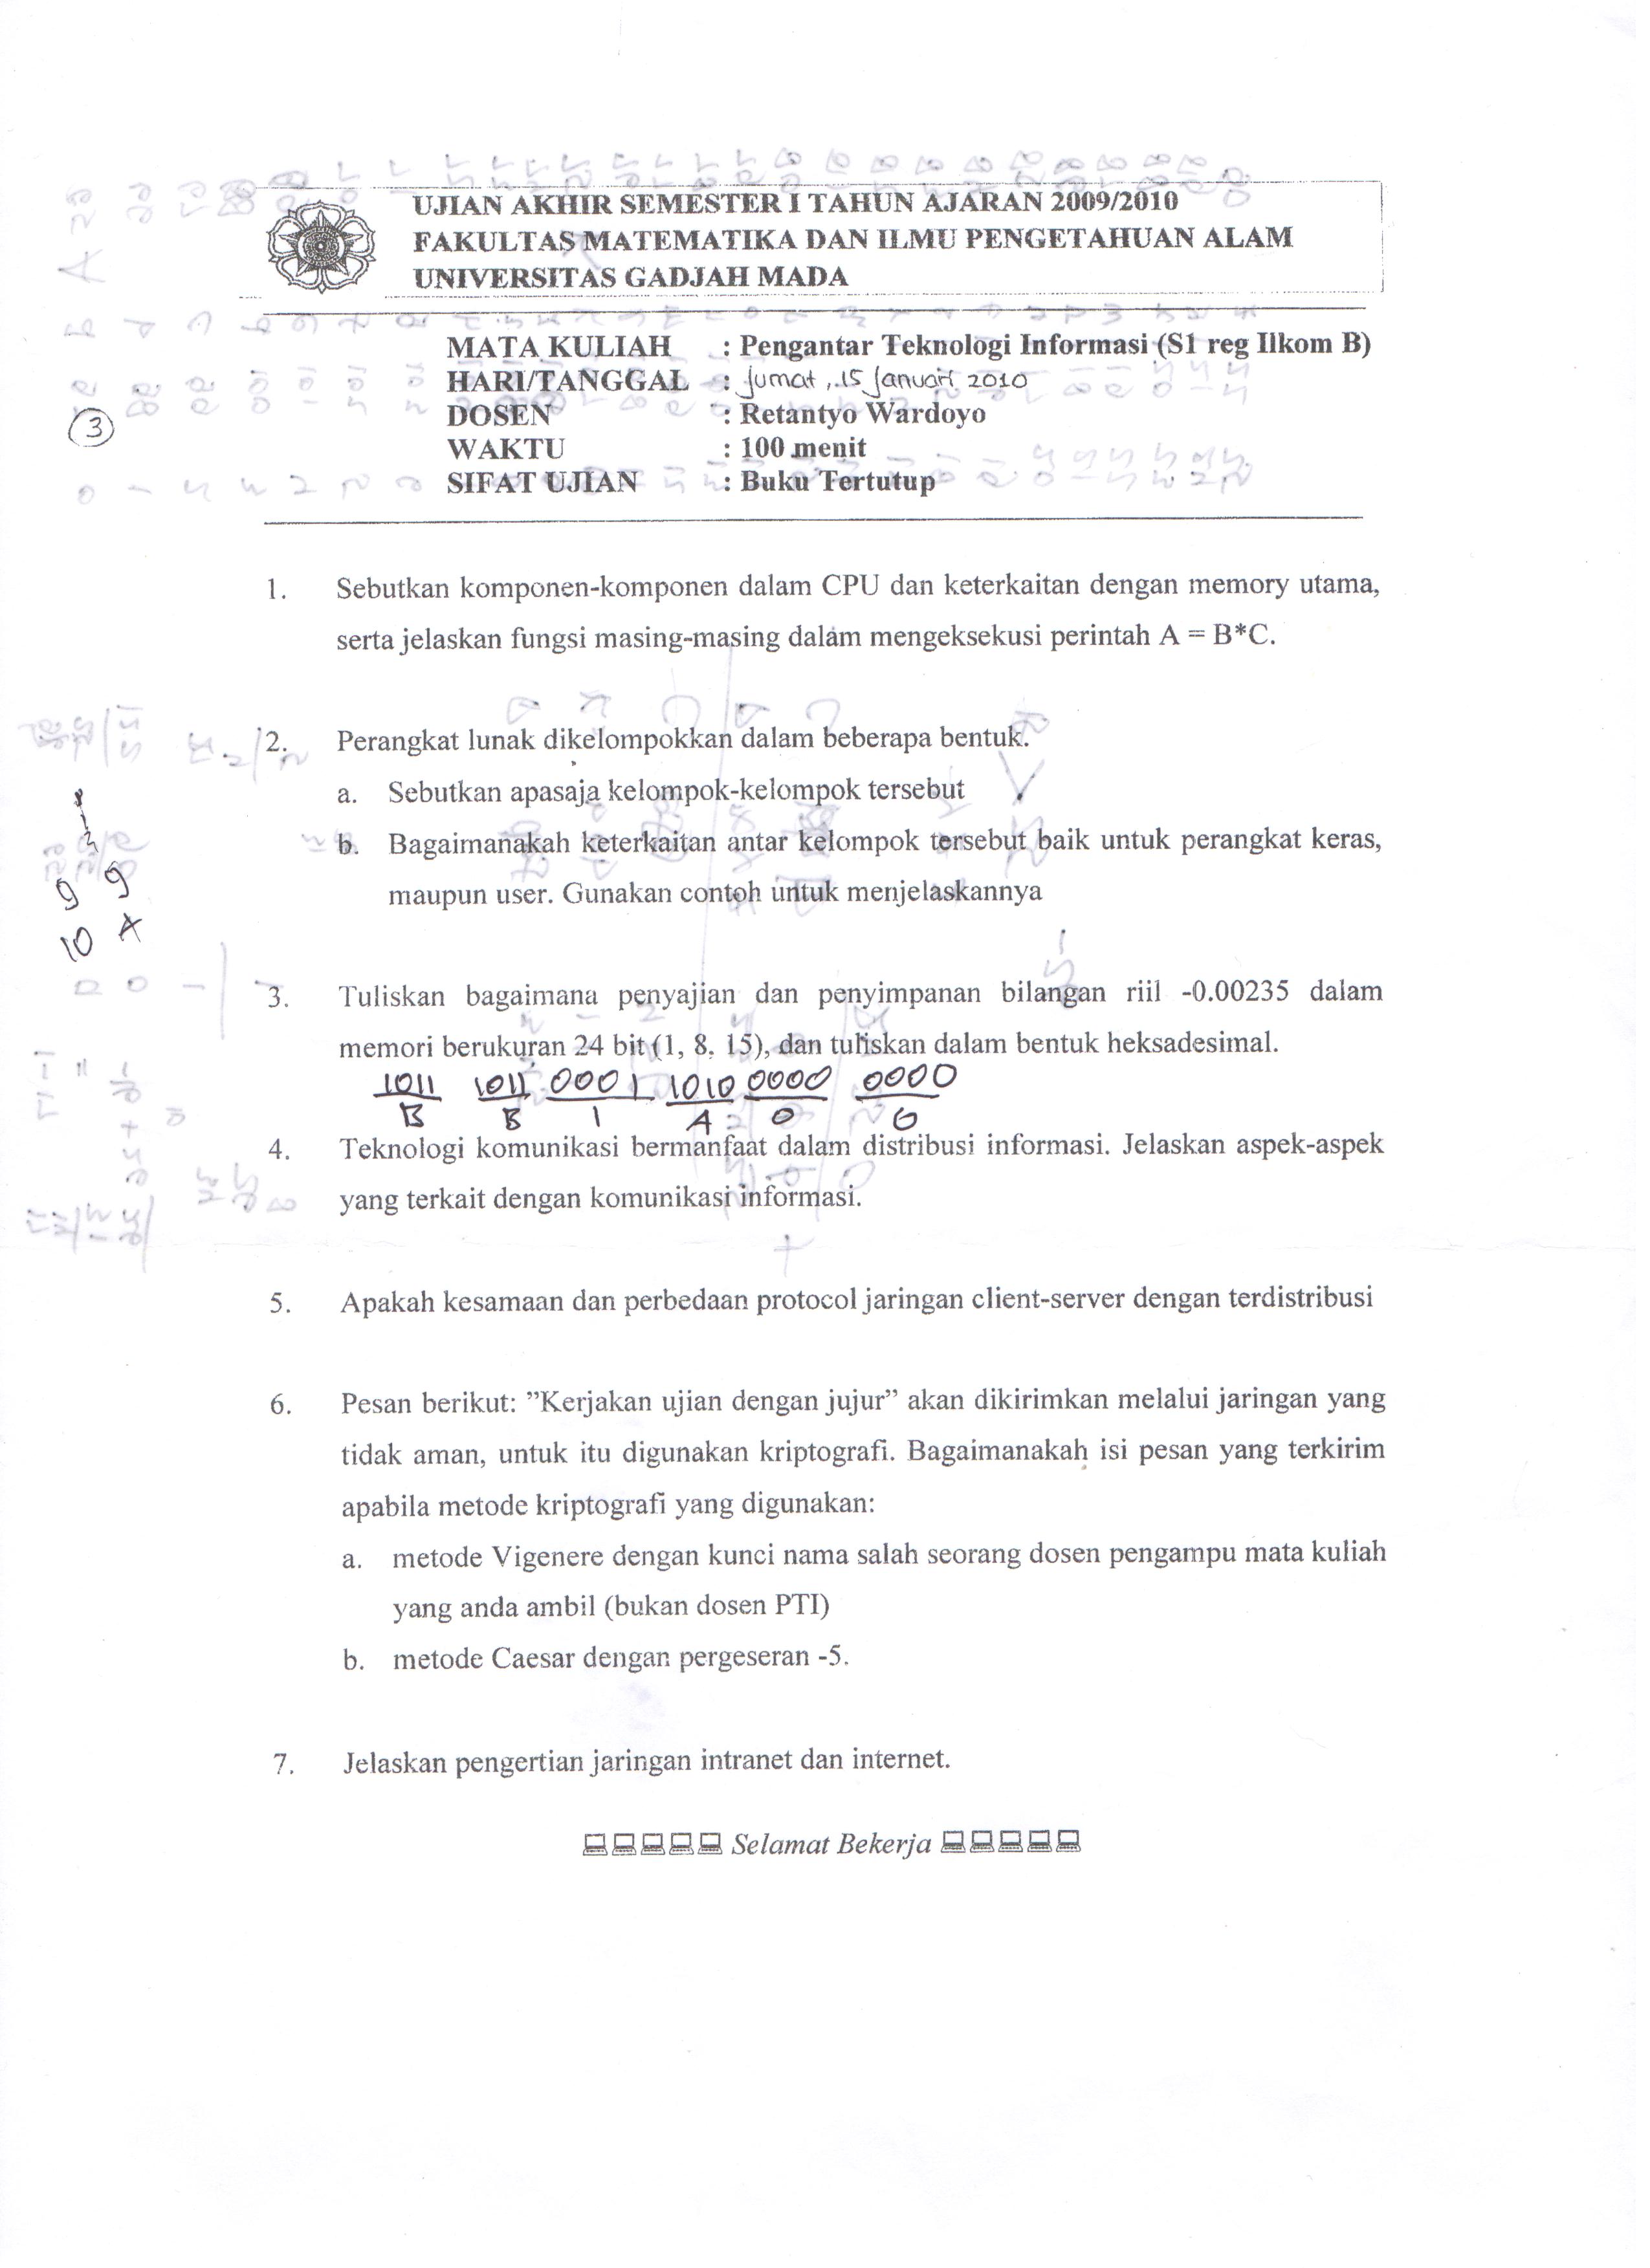 UJIAN AKHIR SEMESTER I TAHUN AJARAN 2009/2010
FAKULTAS MATEMATIKA DAN ILMU PENGETAHUAN ALAM
UNIVERSITAS GADJAH MADA
MATA KULIAH : Pengantar Teknologi Informasi (S1 reg Ilkom B)
HARI/TANGGAL : Jumat, 15 Januari 2010
DOSEN : Retantyo Wardoyo
3
WAKTU : 100 menit
SIFAT UJIAN : Buku Tertutup
1. Sebutkan komponen-komponen dalam CPU dan keterkaitan dengan memory utama,
serta jelaskan fungsi masing-masing dalam mengeksekusi perintah A = B*C.
2. Perangkat lunak dikelompokkan dalam beberapa bentuk.
a. Sebutkan apasaja kelompok-kelompok tersebut
b. Bagaimanakah keterkaitan antar kelompok tersebut baik untuk perangkat keras,
maupun user. Gunakan contoh untuk menjelaskannya
9 9
10 A
3. Tuliskan bagaimana penyajian dan penyimpanan bilangan riil -0.00235 dalam
memori berukuran 24 bit (1, 8, 15), dan tuliskan dalam bentuk heksadesimal.
1011 1011 0001 1010 0000 0000
B B 1 A 0 0
4. Teknologi komunikasi bermanfaat dalam distribusi informasi. Jelaskan aspek-aspek
yang terkait dengan komunikasi informasi.
5. Apakah kesamaan dan perbedaan protocol jaringan client-server dengan terdistribusi
6. Pesan berikut: ”Kerjakan ujian dengan jujur” akan dikirimkan melalui jaringan yang
tidak aman, untuk itu digunakan kriptografi. Bagaimanakah isi pesan yang terkirim
apabila metode kriptografi yang digunakan:
a. metode Vigenere dengan kunci nama salah seorang dosen pengampu mata kuliah
yang anda ambil (bukan dosen PTI)
b. metode Caesar dengan pergeseran -5.
7. Jelaskan pengertian jaringan intranet dan internet.
Selamat Bekerja